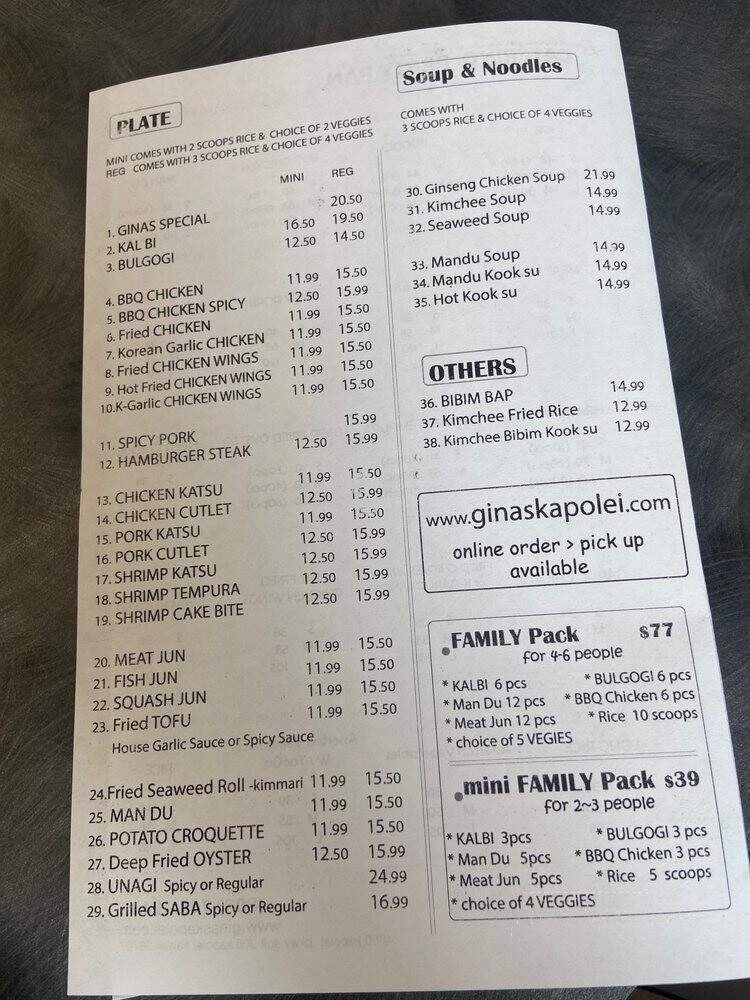 PLATE
MINI COMES WITH 2 SCOOPS RICE & CHOICE OF 2 VEGGIES
REG COMES WITH 3 SCOOPS RICE & CHOICE OF 4 VEGGIES
MINI REG
1. GINAS SPECIAL 20.50
2. KAL BI 16.50 19.50
3. BULGOGI 12.50 14.50
4. BBQ CHICKEN 11.99 15.50
5. BBQ CHICKEN SPICY 12.50 15.99
6. Fried CHICKEN 11.99 15.50
7. Korean Garlic CHICKEN 11.99 15.50
8. Fried CHICKEN WINGS 11.99 15.50
9. Hot Fried CHICKEN WINGS 11.99 15.50
10.K-Garlic CHICKEN WINGS 11.99 15.50
11. SPICY PORK 15.99
12. HAMBURGER STEAK 12.50 15.99
13. CHICKEN KATSU 11.99 15.50
14. CHICKEN CUTLET 12.50 15.99
15. PORK KATSU 11.99 15.50
16. PORK CUTLET 12.50 15.99
17. SHRIMP KATSU 12.50 15.99
18. SHRIMP TEMPURA 12.50 15.99
19. SHRIMP CAKE BITE 12.50 15.99
20. MEAT JUN 11.99 15.50
21. FISH JUN 11.99 15.50
22. SQUASH JUN 11.99 15.50
23. Fried TOFU 11.99 15.50
House Garlic Sauce or Spicy Sauce
24.Fried Seaweed Roll -kimmari 11.99 15.50
25. MAN DU 11.99 15.50
26. POTATO CROQUETTE 11.99 15.50
27. Deep Fried OYSTER 12.50 15.99
28. UNAGI Spicy or Regular 24.99
29. Grilled SABA Spicy or Regular 16.99
Soup & Noodles
COMES WITH
3 SCOOPS RICE & CHOICE OF 4 VEGGIES
30. Ginseng Chicken Soup 21.99
31. Kimchee Soup 14.99
32. Seaweed Soup 14.99
33. Mandu Soup 14.99
34. Mandu Kook su 14.99
35. Hot Kook su 14.99
OTHERS
36. BIBIM BAP 14.99
37. Kimchee Fried Rice 12.99
38. Kimchee Bibim Kook su 12.99
www.ginaskapolei.com
online order > pick up
available
.FAMILY Pack $77
for 4-6 people
* KALBI 6 pcs * BULGOGI 6 pcs
* Man Du 12 pcs * BBQ Chicken 6 pcs
* Meat Jun 12 pcs * Rice 10 scoops
* choice of 5 VEGIES
.mini FAMILY Pack $39
for 2~3 people
* KALBI 3pcs * BULGOGI 3 pcs
* Man Du 5pcs * BBQ Chicken 3 pcs
* Meat Jun 5pcs * Rice 5 scoops
* choice of 4 VEGGIES